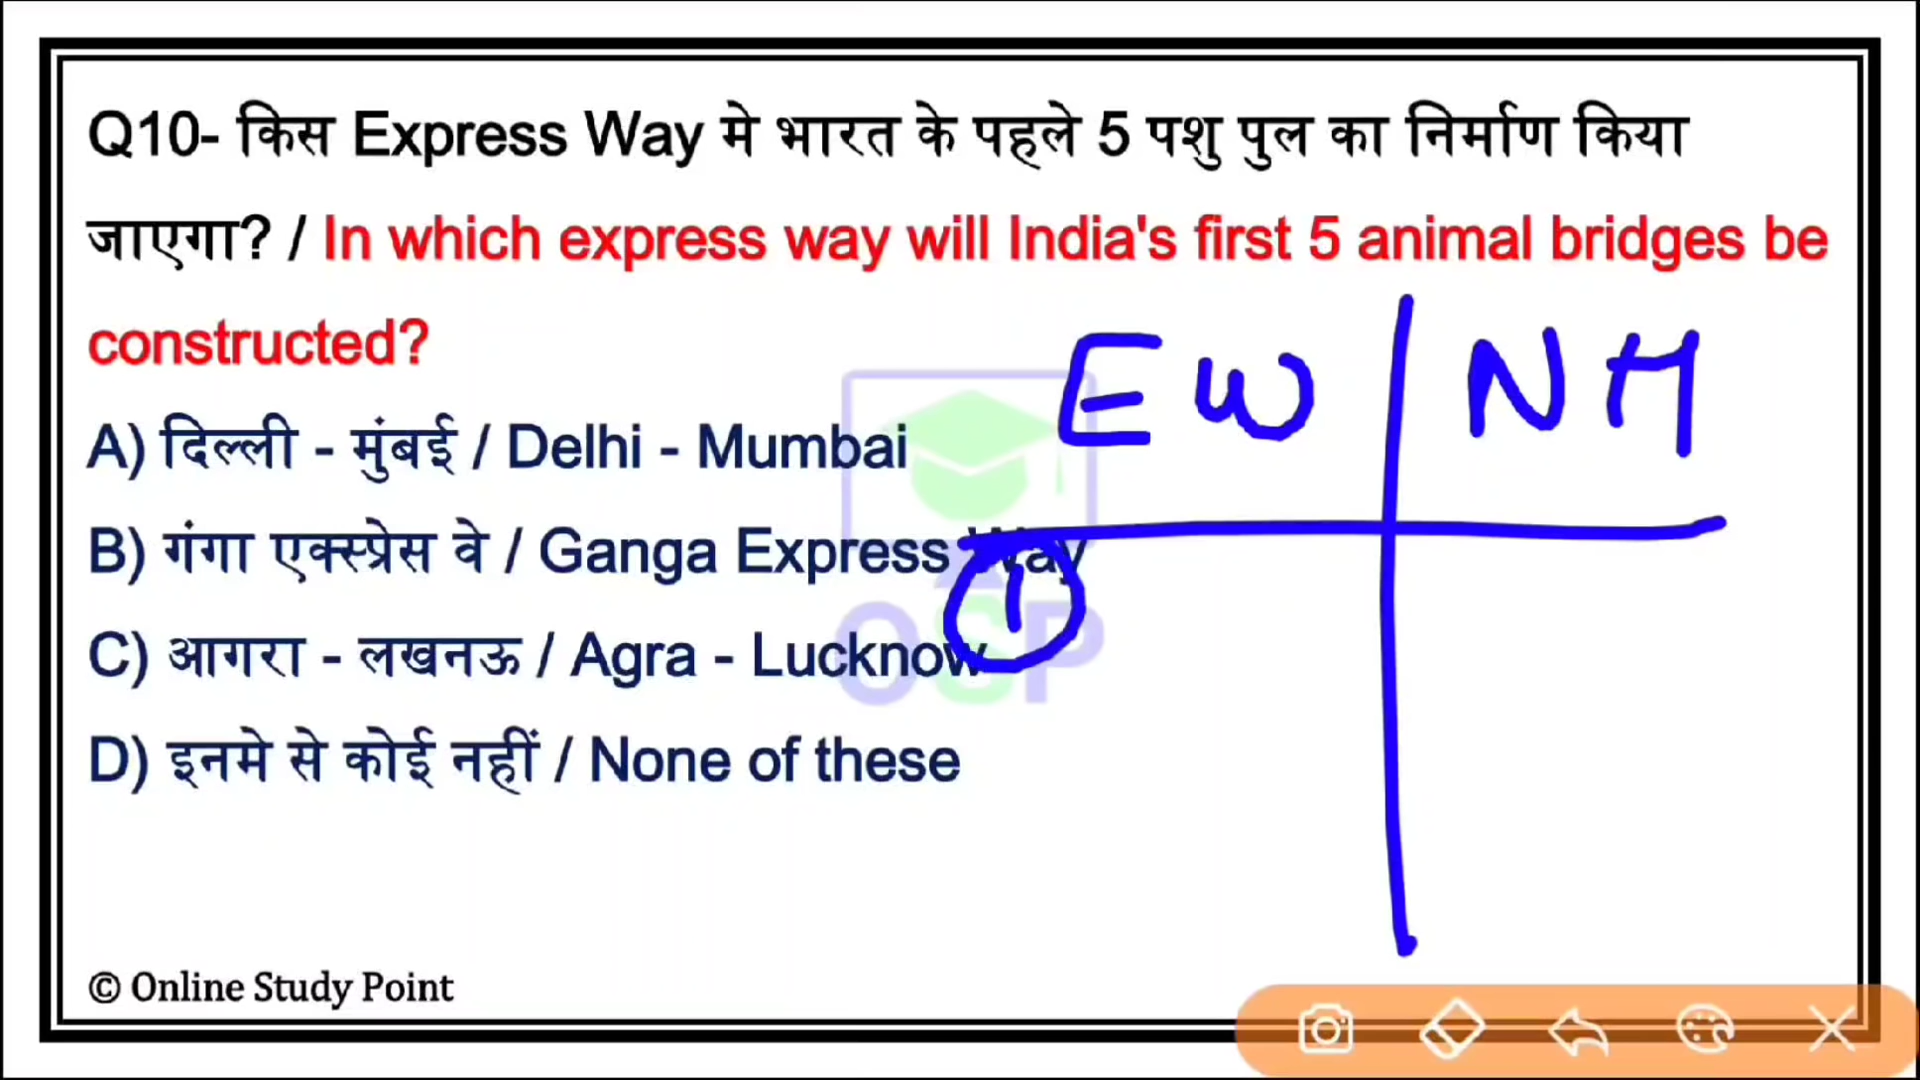 Q10- किस Express Way मे भारत के पहले 5 पशु पुल का निर्माण किया
जाएगा? / In which express way will India's first 5 animal bridges be
constructed?
EW NH
A) दिल्ली - मुंबई / Delhi - Mumbai
B) गंगा एक्स्प्रेस वे / Ganga Express Way
1
C) आगरा - लखनऊ / Agra - Lucknow
OSP
D) इनमे से कोई नहीं / None of these
© Online Study Point